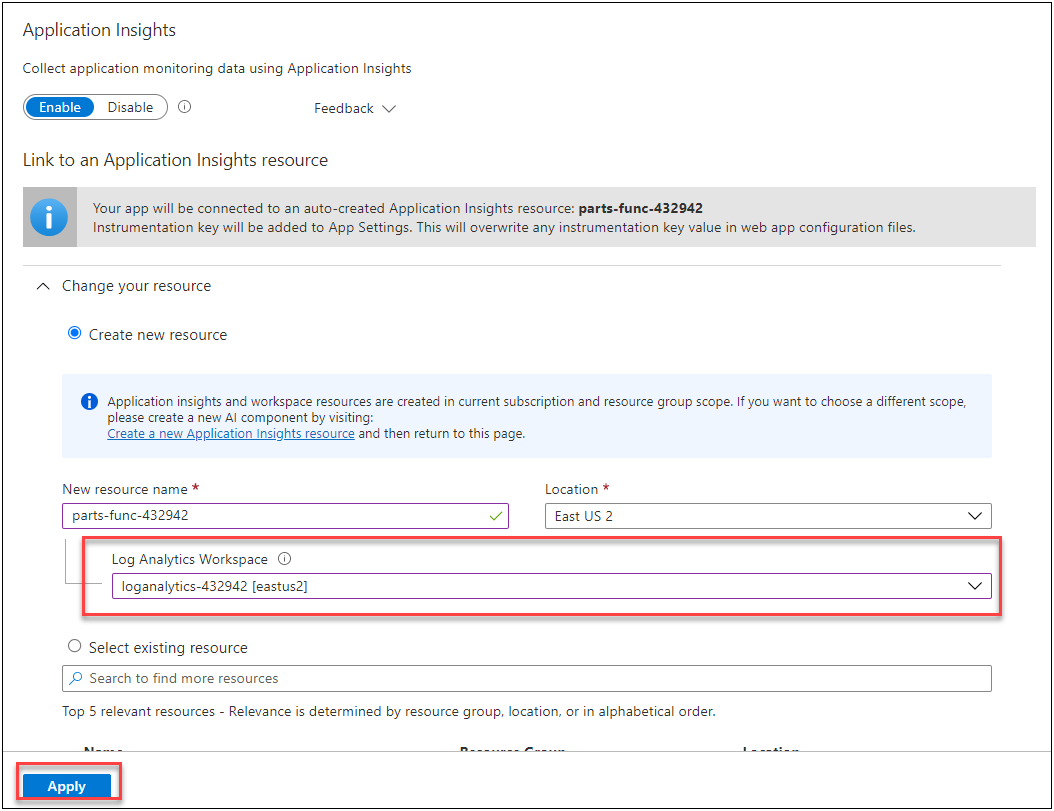 Application Insights
Collect application monitoring data using Application Insights
Enable Disable
Feedback
Link to an Application Insights resource
Your app will be connected to an auto-created Application Insights resource: parts-func-432942
Instrumentation key will be added to App Settings. This will overwrite any instrumentation key value in web app configuration files.
Change your resource
Create new resource
Application insights and workspace resources are created in current subscription and resource group scope. If you want to choose a different scope,
please create a new AI component by visiting:
Create a new Application Insights resource and then return to this page.
New resource name * Location *
parts-func-432942 East US 2
Log Analytics Workspace
loganalytics-432942 [eastus2]
Select existing resource
Search to find more resources
Top 5 relevant resources - Relevance is determined by resource group, location, or in alphabetical order.
Name Resource Group Location
Apply